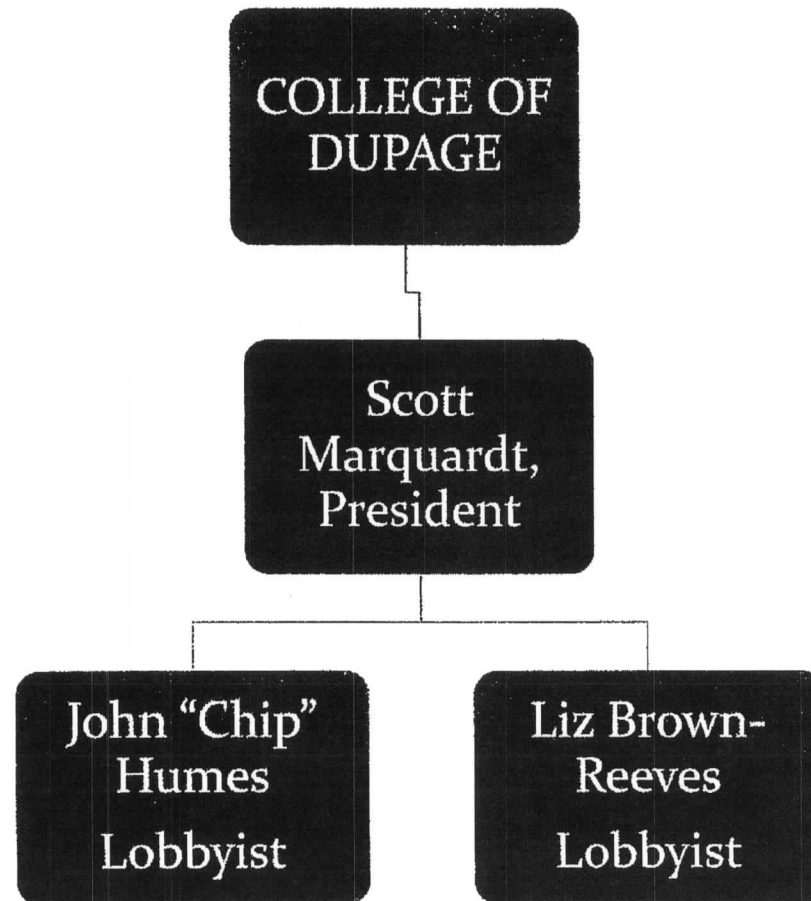 COLLEGE OF
DUPAGE
Scott
Marquardt,
President
John “Chip”
Humes
Lobbyist
Liz Brown-
Reeves
Lobbyist